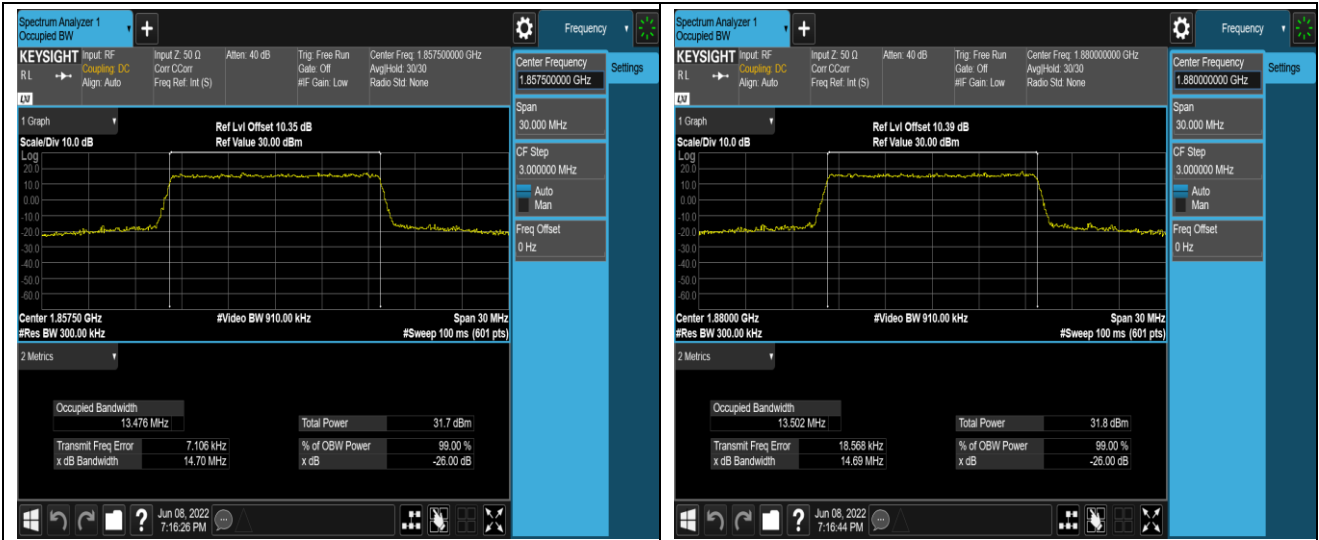 Spectrum Analyzer 1
Occupied BW
Frequency
KEYSIGHT
RL
LXI
Input: RF
Coupling: DC
Align: Auto
Input Z: 50 Ω
Corr CCorr
Freq Ref: Int (S)
Atten: 40 dB
Trig: Free Run
Gate: Off
#IF Gain: Low
Center Freq: 1.857500000 GHz
Avg|Hold: 30/30
Radio Std: None
Center Frequency
1.857500000 GHz
Settings
Span
30.000 MHz
CF Step
3.000000 MHz
Auto
Man
Freq Offset
0 Hz
1 Graph
Scale/Div 10.0 dB
Ref Lvl Offset 10.35 dB
Ref Value 30.00 dBm
Log
20.0
10.0
0.00
-10.0
-20.0
-30.0
-40.0
-50.0
-60.0
Center 1.85750 GHz
#Video BW 910.00 kHz
Span 30 MHz
#Res BW 300.00 kHz
#Sweep 100 ms (601 pts)
2 Metrics
Occupied Bandwidth
13.476 MHz
Total Power 31.7 dBm
Transmit Freq Error 7.106 kHz
% of OBW Power 99.00 %
x dB Bandwidth 14.70 MHz
x dB -26.00 dB
?
Jun 08, 2022
7:16:26 PM
Spectrum Analyzer 1
Occupied BW
Frequency
KEYSIGHT
RL
LXI
Input: RF
Coupling: DC
Align: Auto
Input Z: 50 Ω
Corr CCorr
Freq Ref: Int (S)
Atten: 40 dB
Trig: Free Run
Gate: Off
#IF Gain: Low
Center Freq: 1.880000000 GHz
Avg|Hold: 30/30
Radio Std: None
Center Frequency
1.880000000 GHz
Settings
Span
30.000 MHz
CF Step
3.000000 MHz
Auto
Man
Freq Offset
0 Hz
1 Graph
Scale/Div 10.0 dB
Ref Lvl Offset 10.39 dB
Ref Value 30.00 dBm
Log
20.0
10.0
0.00
-10.0
-20.0
-30.0
-40.0
-50.0
-60.0
Center 1.88000 GHz
#Video BW 910.00 kHz
Span 30 MHz
#Res BW 300.00 kHz
#Sweep 100 ms (601 pts)
2 Metrics
Occupied Bandwidth
13.502 MHz
Total Power 31.8 dBm
Transmit Freq Error 18.568 kHz
% of OBW Power 99.00 %
x dB Bandwidth 14.69 MHz
x dB -26.00 dB
?
Jun 08, 2022
7:16:44 PM